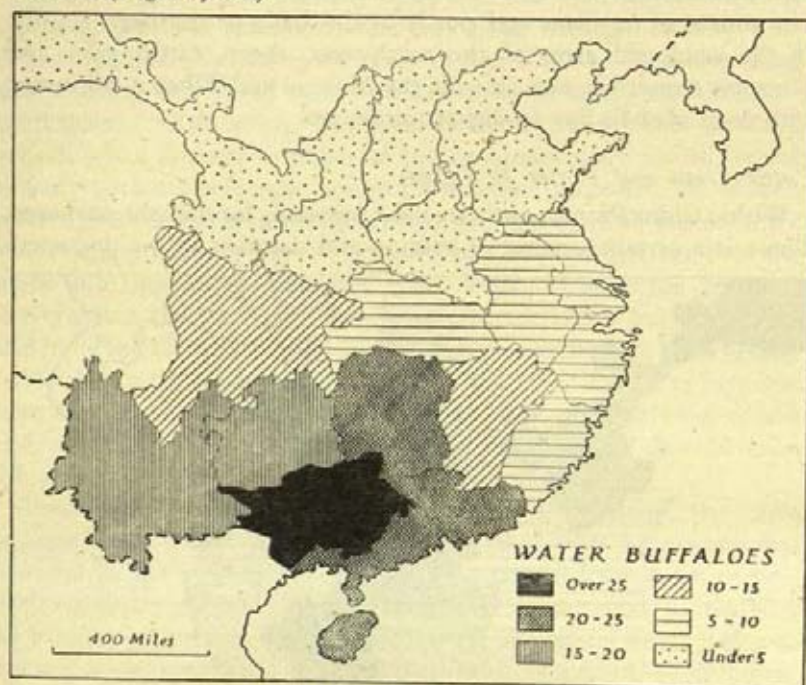 WATER BUFFALOES
Over 25
20-25
15-20
10-15
5-10
Under 5
400 Miles